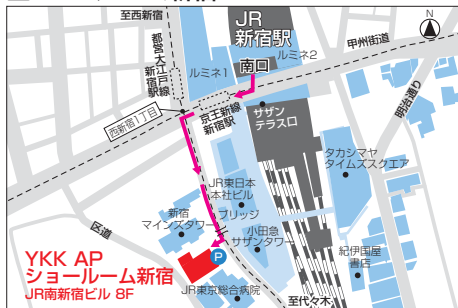 至西新宿
JR
新宿駅
南口
ルミネ1
ルミネ2
甲州街道
N
都営大江戸線
新宿駅
京王新線
新宿駅
西新宿1丁目
サザン
テラス口
明治通り
タカシマヤ
タイムズスクエア
JR東日本
本社ビル
新宿
マインズタワー
ブリッジ
小田急
サザンタワー
紀伊国屋
書店
区道
P
YKK AP
ショールーム新宿
JR南新宿ビル 8F
JR東京総合病院
至代々木